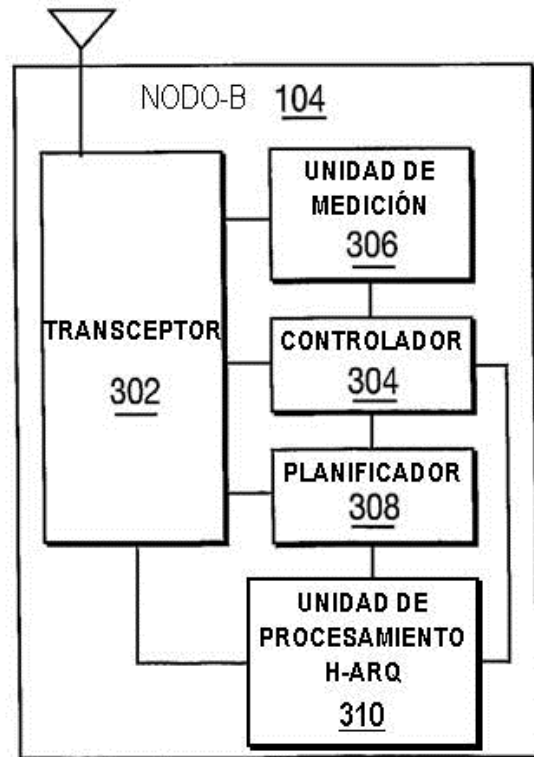 NODO-B 104
UNIDAD DE
MEDICIÓN
306
TRANSCEPTOR
302
CONTROLADOR
304
PLANIFICADOR
308
UNIDAD DE
PROCESAMIENTO
H-ARQ
310